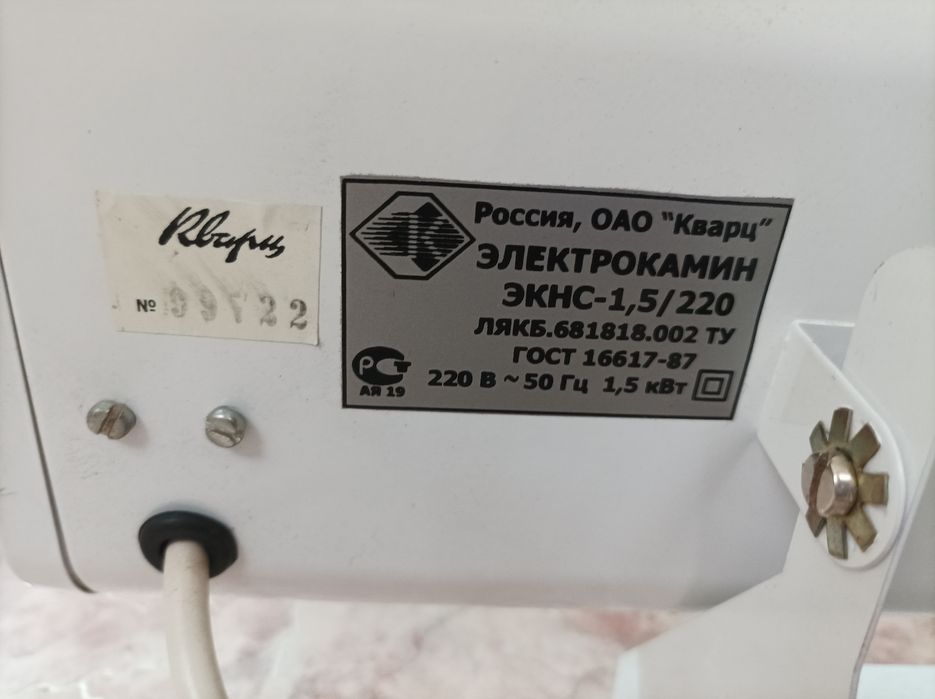 Кварц
№
Россия, ОАО "Кварц"
ЭЛЕКТРОКАМИН
ЭКНС-1,5/220
ЛЯКБ.681818.002 ТУ
ГОСТ 16617-87
220 В ~ 50 Гц 1,5 кВт
РСТ
АЯ 19